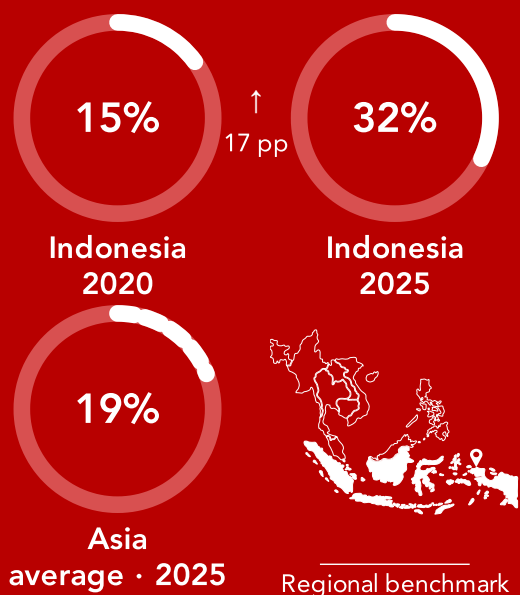 15%
↑
17 pp
32%
Indonesia
2020
Indonesia
2025
19%
Asia
average · 2025
Regional benchmark